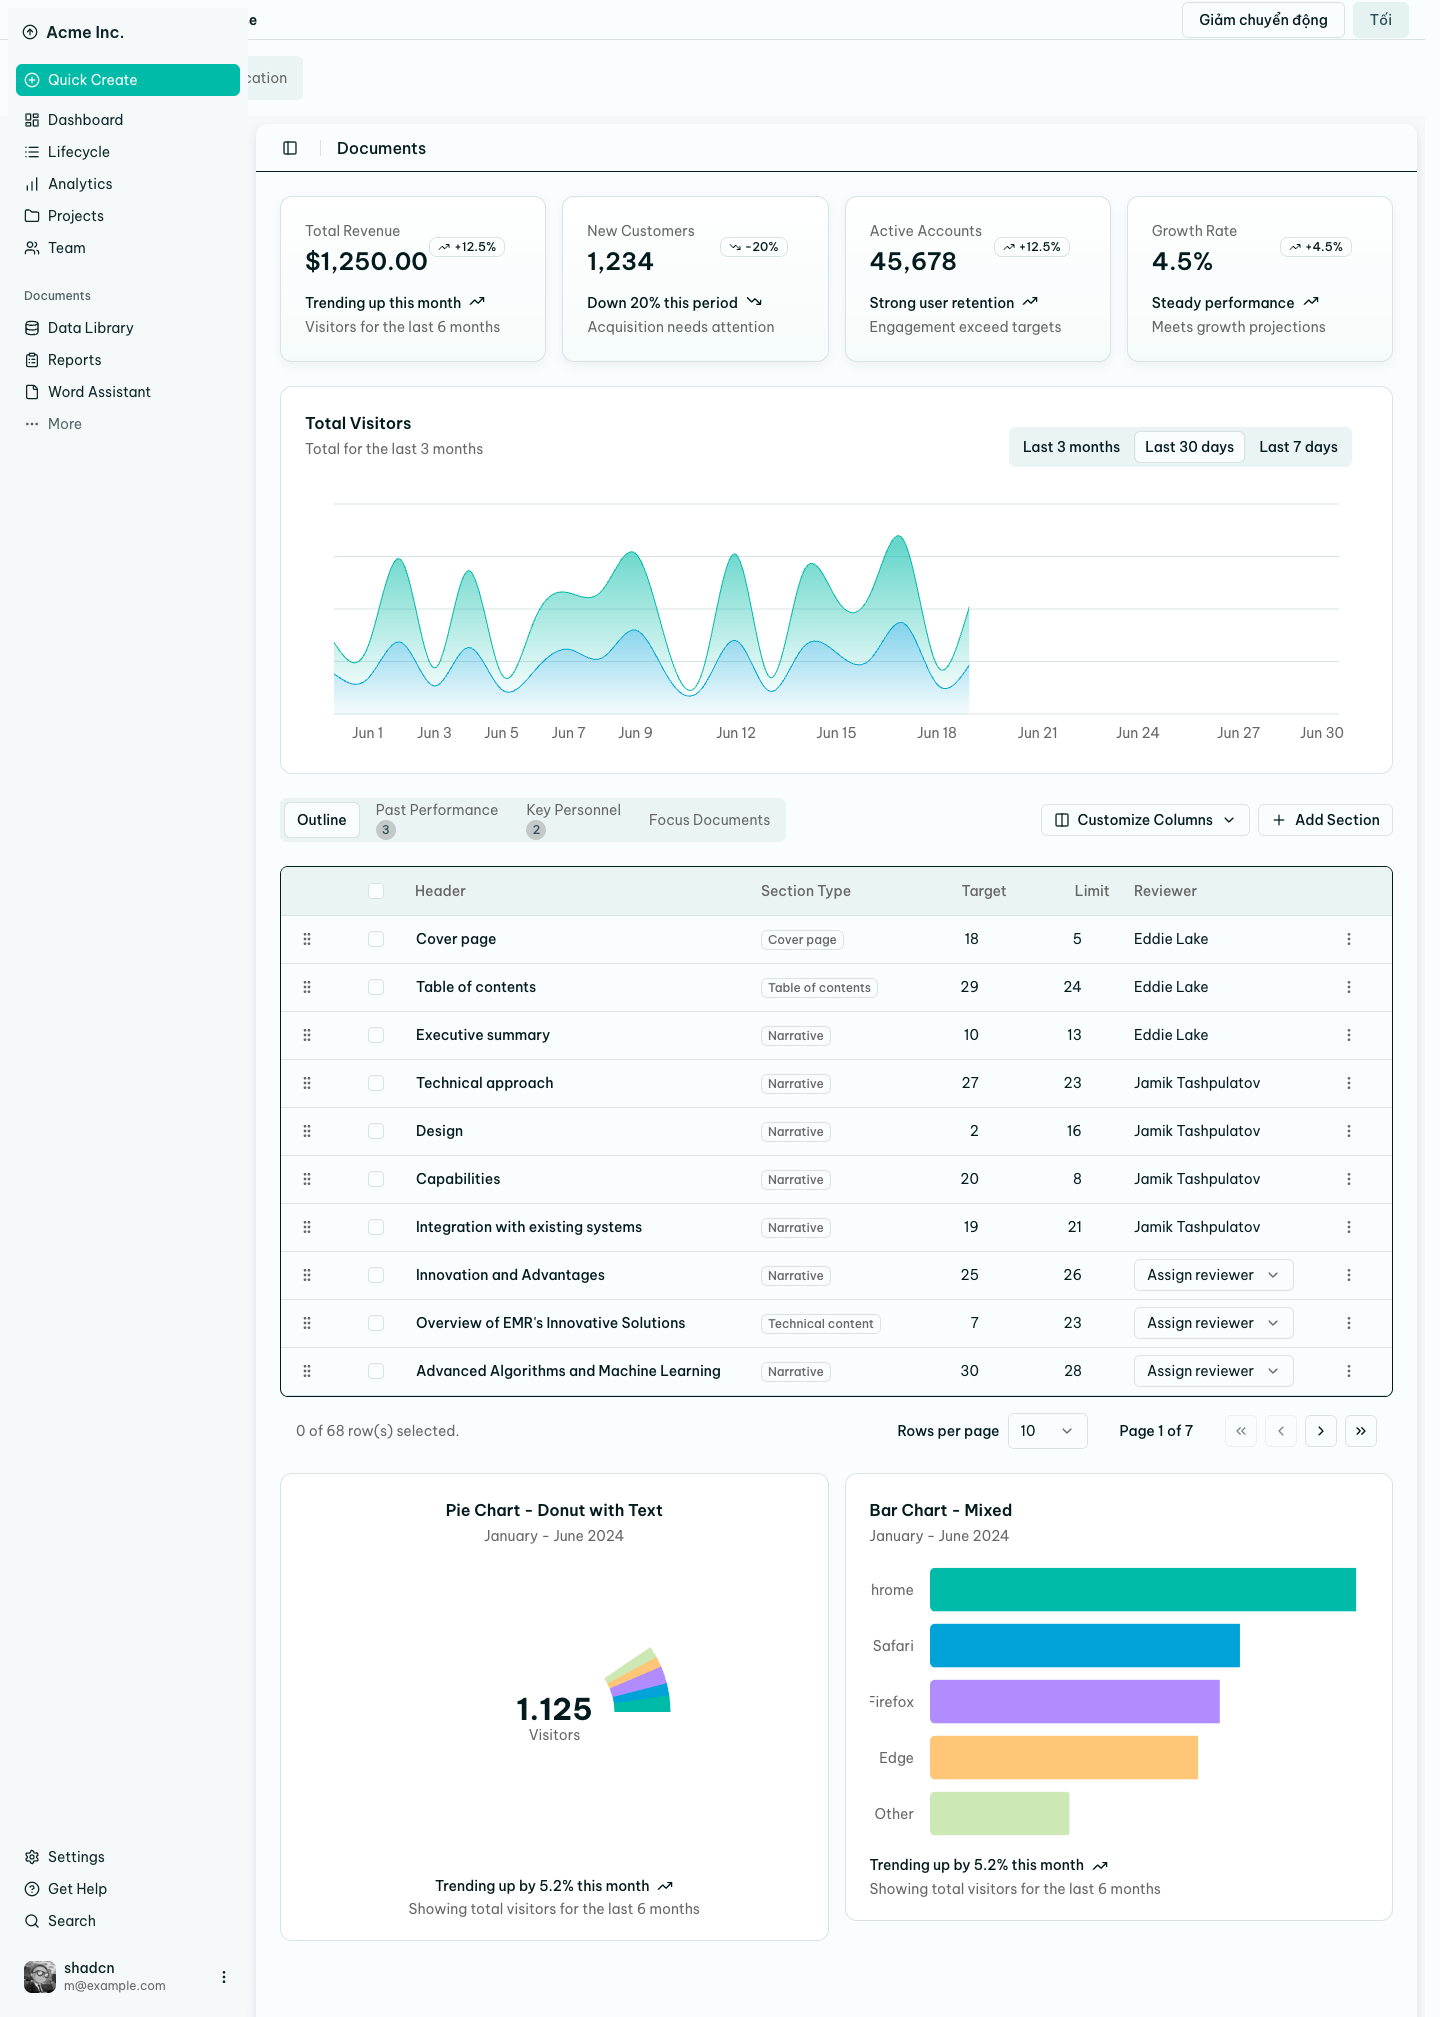 Acme Inc.
e
Giảm chuyển động
Tối
Quick Create
cation
Dashboard
Lifecycle
Analytics
Projects
Team
Documents
Data Library
Reports
Word Assistant
More
Settings
Get Help
Search
shadcn
m@example.com
Documents
Total Revenue
$1,250.00
+12.5%
Trending up this month
Visitors for the last 6 months
New Customers
1,234
-20%
Down 20% this period
Acquisition needs attention
Active Accounts
45,678
+12.5%
Strong user retention
Engagement exceed targets
Growth Rate
4.5%
+4.5%
Steady performance
Meets growth projections
Total Visitors
Total for the last 3 months
Last 3 months
Last 30 days
Last 7 days
Jun 1 Jun 3 Jun 5 Jun 7 Jun 9 Jun 12 Jun 15 Jun 18 Jun 21 Jun 24 Jun 27 Jun 30
Outline
Past Performance
3
Key Personnel
2
Focus Documents
Customize Columns
Add Section
Header Section Type Target Limit Reviewer
Cover page Cover page 18 5 Eddie Lake
Table of contents Table of contents 29 24 Eddie Lake
Executive summary Narrative 10 13 Eddie Lake
Technical approach Narrative 27 23 Jamik Tashpulatov
Design Narrative 2 16 Jamik Tashpulatov
Capabilities Narrative 20 8 Jamik Tashpulatov
Integration with existing systems Narrative 19 21 Jamik Tashpulatov
Innovation and Advantages Narrative 25 26 Assign reviewer
Overview of EMR's Innovative Solutions Technical content 7 23 Assign reviewer
Advanced Algorithms and Machine Learning Narrative 30 28 Assign reviewer
0 of 68 row(s) selected.
Rows per page 10
Page 1 of 7
Pie Chart - Donut with Text
January - June 2024
1.125
Visitors
Trending up by 5.2% this month
Showing total visitors for the last 6 months
Bar Chart - Mixed
January - June 2024
hrome
Safari
Firefox
Edge
Other
Trending up by 5.2% this month
Showing total visitors for the last 6 months